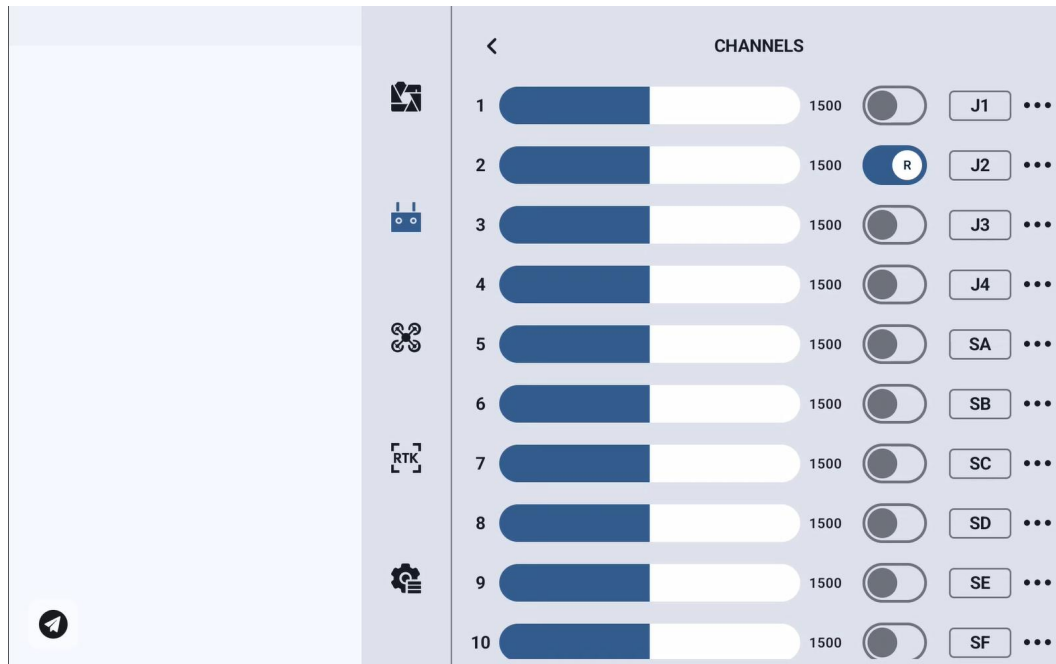 CHANNELS
1 1500 J1
2 1500 R J2
3 1500 J3
4 1500 J4
5 1500 SA
6 1500 SB
RTK
7 1500 SC
8 1500 SD
9 1500 SE
10 1500 SF